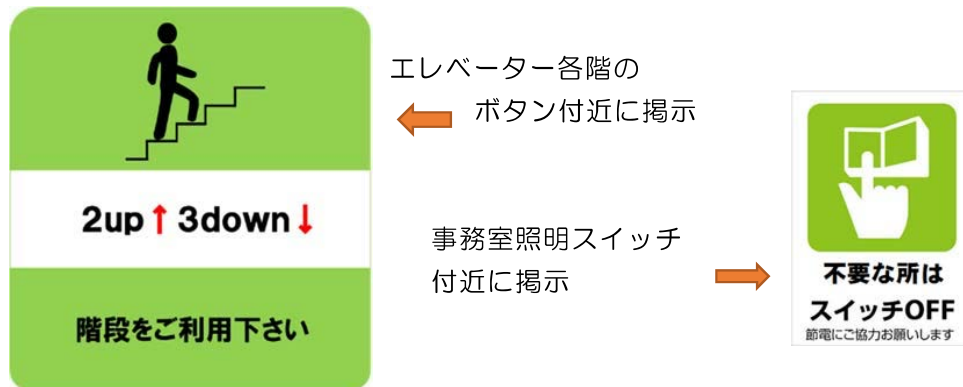 エレベーター各階の
ボタン付近に掲示
2up↑3down↓
階段をご利用下さい
事務室照明スイッチ
付近に掲示
不要な所は
スイッチOFF
節電にご協力お願いします